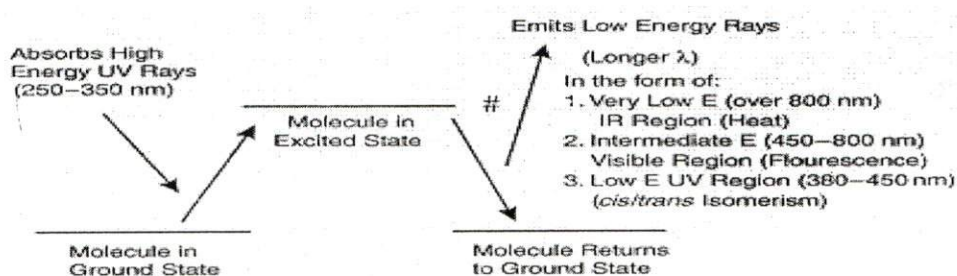 Absorbs High
Energy UV Rays
(250–350 nm)
Molecule in
Ground State
Molecule in
Excited State
#
Emits Low Energy Rays
(Longer λ)
In the form of:
1. Very Low E (over 800 nm)
IR Region (Heat)
2. Intermediate E (450–800 nm)
Visible Region (Flourescence)
3. Low E UV Region (380–450 nm)
(cis/trans Isomerism)
Molecule Returns
to Ground State